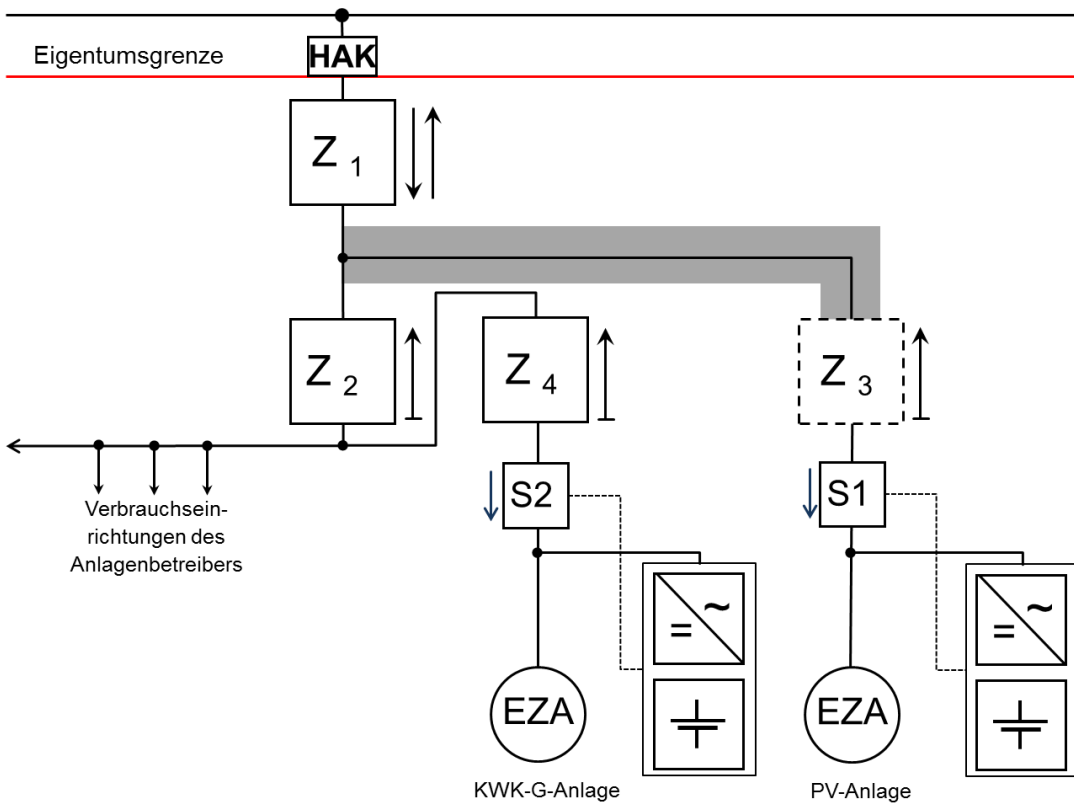 Eigentumsgrenze
HAK
Z 1
Z 2
Z 4
Z 3
S2
S1
Verbrauchsein-
richtungen des
Anlagenbetreibers
= ~
= ~
EZA
EZA
KWK-G-Anlage
PV-Anlage